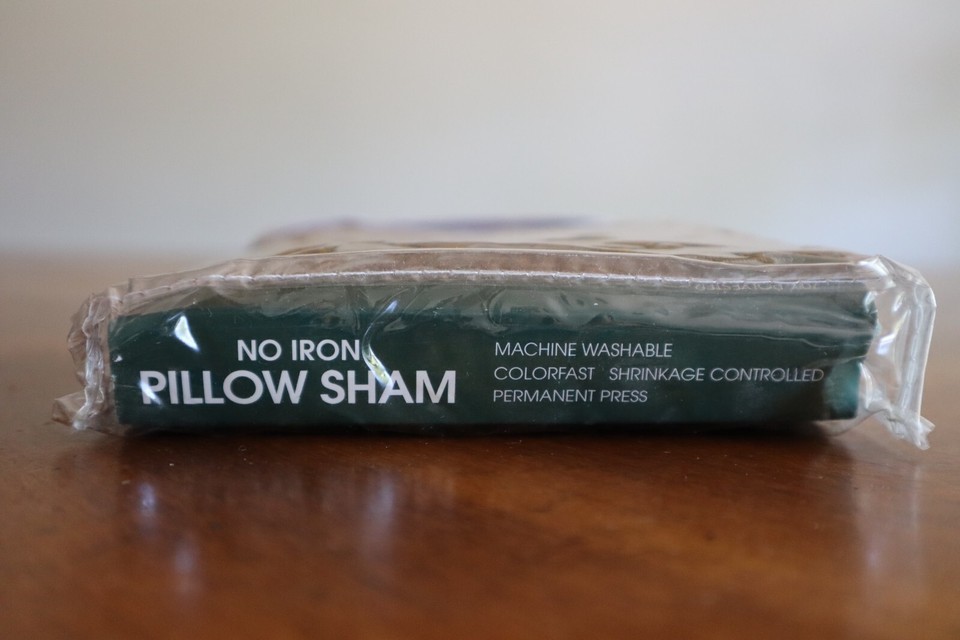 NO IRON
PILLOW SHAM
MACHINE WASHABLE
COLORFAST SHRINKAGE CONTROLLED
PERMANENT PRESS